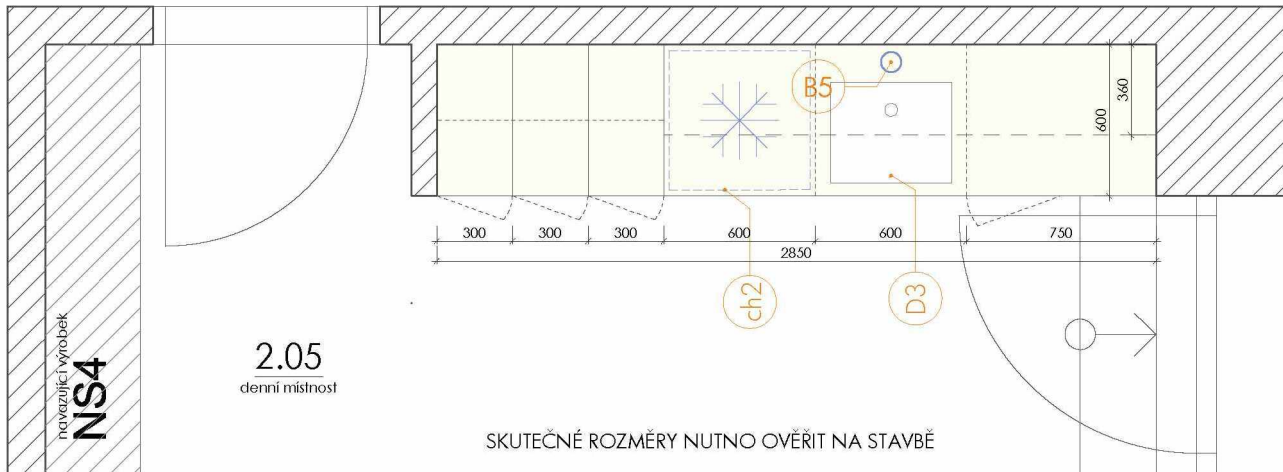 B5
360
600
300
300
300
600
600
750
2850
ch2
D3
navazující výrobek
NS4
2.05
denní místnost
SKUTEČNÉ ROZMĚRY NUTNO OVĚŘIT NA STAVBĚ